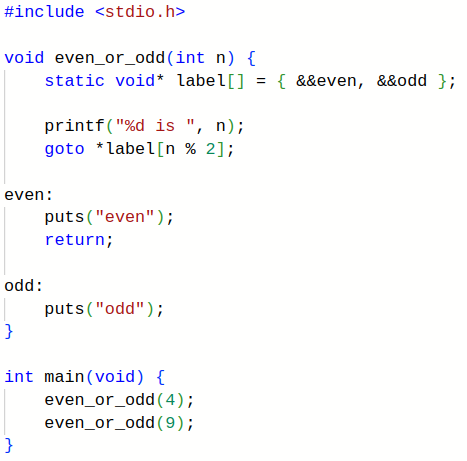 #include <stdio.h>

void even_or_odd(int n) {
    static void* label[] = { &&even, &&odd };

    printf("%d is ", n);
    goto *label[n % 2];

even:
    puts("even");
    return;

odd:
    puts("odd");
}

int main(void) {
    even_or_odd(4);
    even_or_odd(9);
}